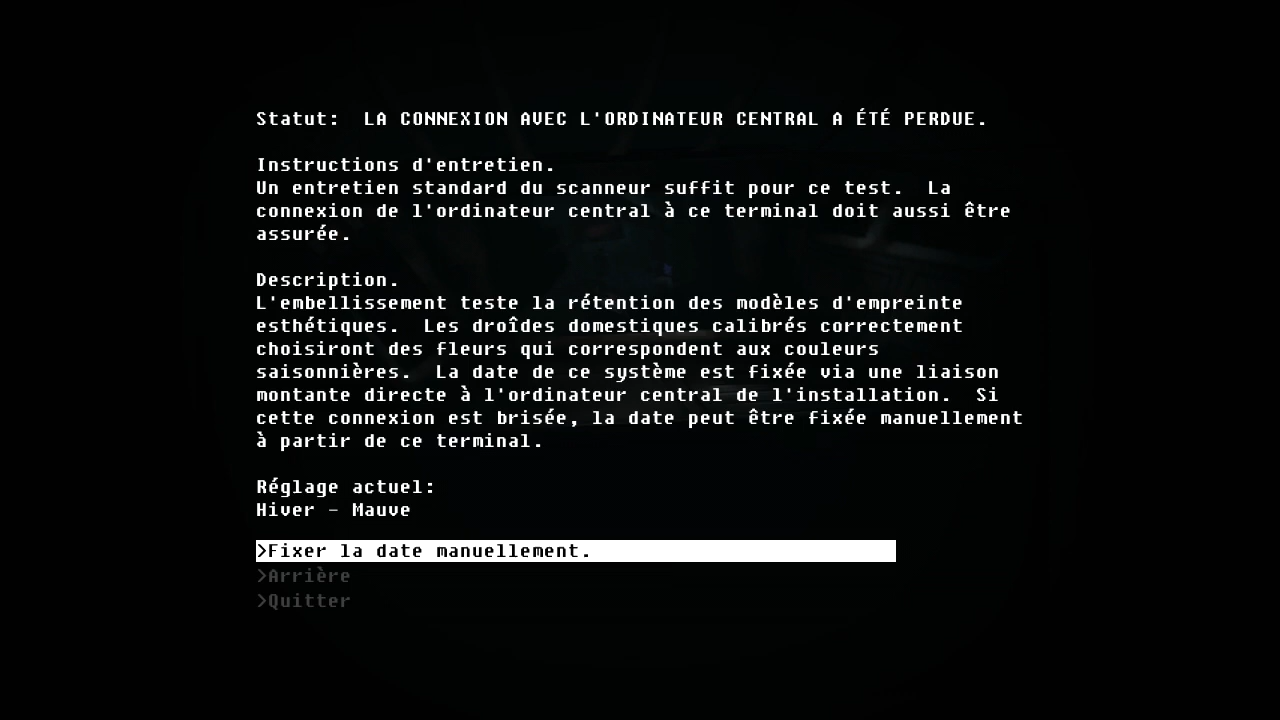 Statut:  LA CONNEXION AVEC L'ORDINATEUR CENTRAL A ÉTÉ PERDUE.
Instructions d'entretien.
Un entretien standard du scanneur suffit pour ce test.  La
connexion de l'ordinateur central à ce terminal doit aussi être
assurée.
Description.
L'embellissement teste la rétention des modèles d'empreinte
esthétiques.  Les droîdes domestiques calibrés correctement
choisiront des fleurs qui correspondent aux couleurs
saisonnières.  La date de ce système est fixée via une liaison
montante directe à l'ordinateur central de l'installation.  Si
cette connexion est brisée, la date peut être fixée manuellement
à partir de ce terminal.
Réglage actuel:
Hiver - Mauve
>Fixer la date manuellement.
>Arrière
>Quitter